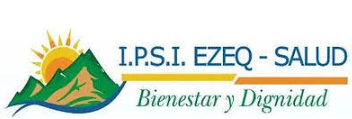 I.P.S.I. EZEQ - SALUD
Bienestar y Dignidad